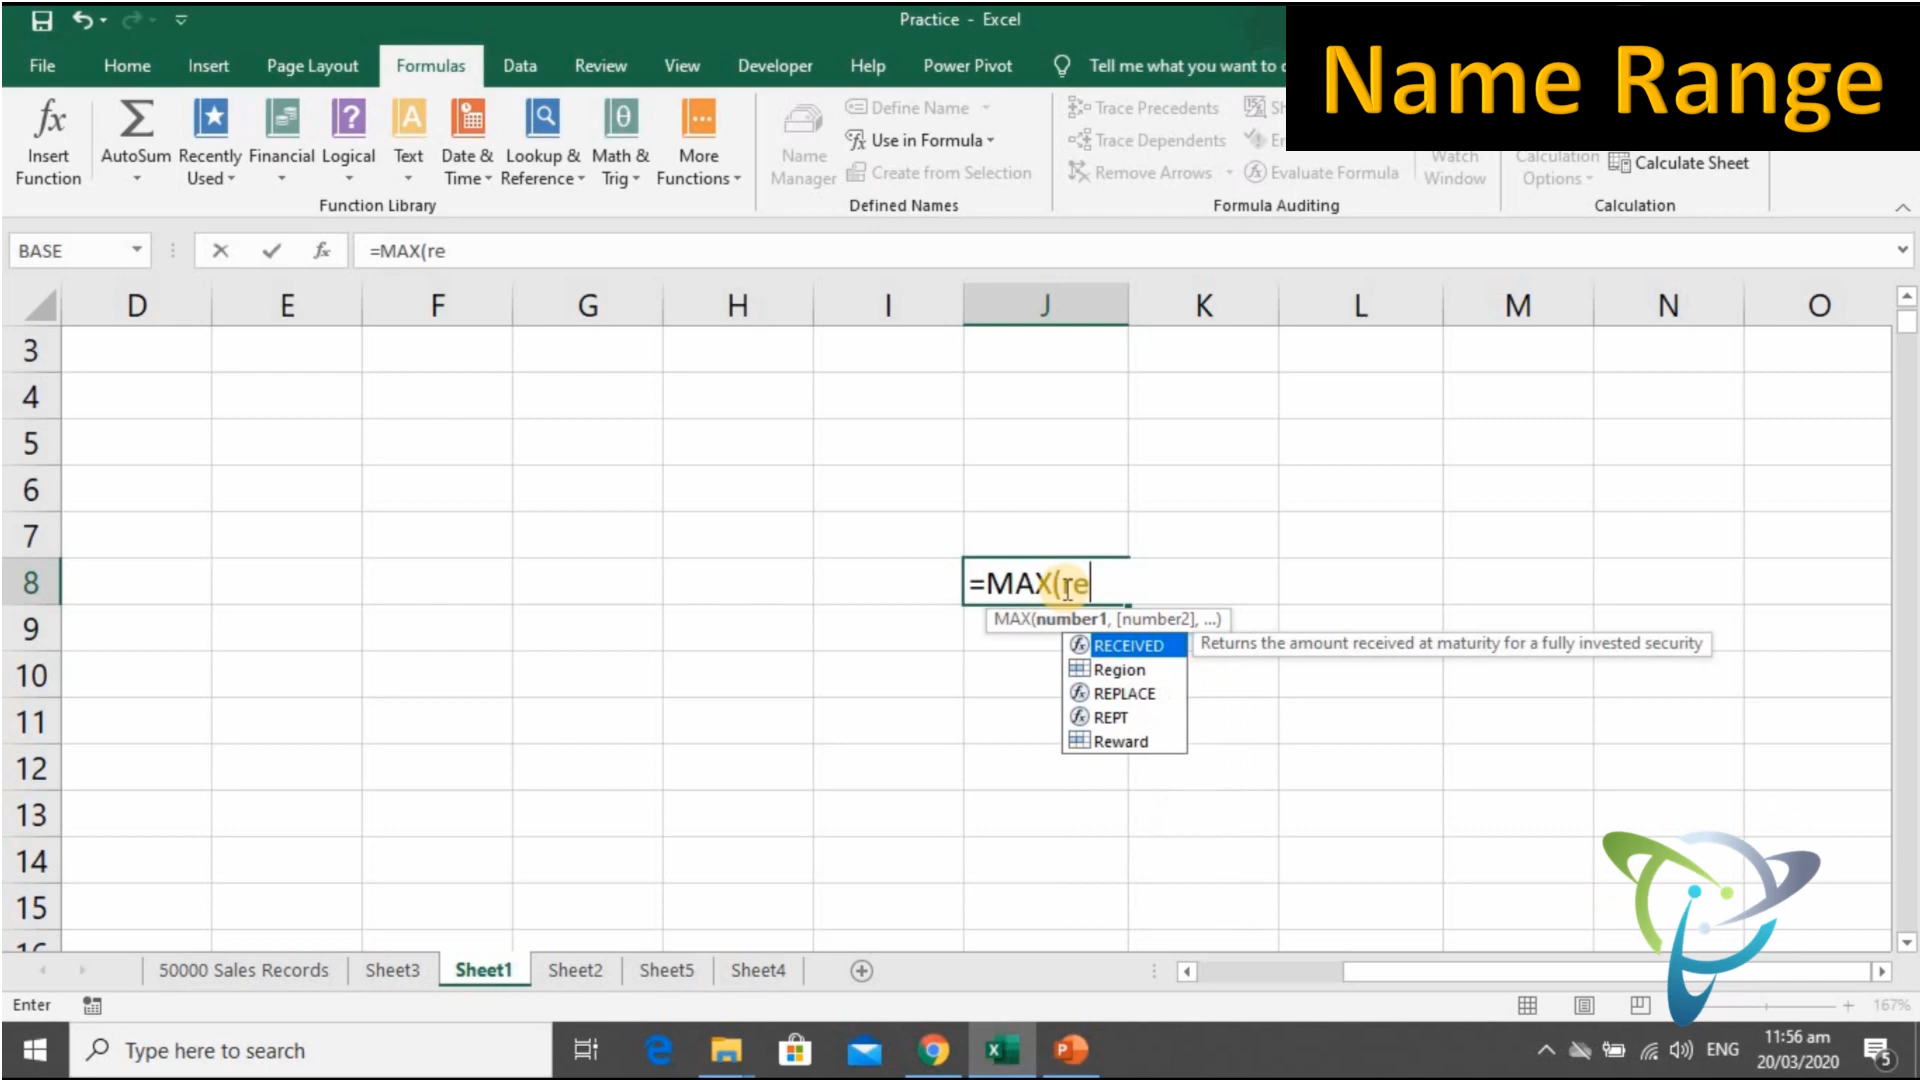 Practice - Excel
Name Range
File Home Insert Page Layout Formulas Data Review View Developer Help Power Pivot Tell me what you want to
Insert Function
AutoSum
Recently Used
Financial
Logical
Text
Date & Time
Lookup & Reference
Math & Trig
More Functions
Function Library
Name Manager
Define Name
Use in Formula
Create from Selection
Defined Names
Trace Precedents
Trace Dependents
Remove Arrows
Evaluate Formula
Formula Auditing
Watch Window
Calculation Options
Calculate Sheet
Calculation
BASE =MAX(re
D E F G H I J K L M N O
3
4
5
6
7
8 =MAX(re
MAX(number1, [number2], ...)
9
RECEIVED Returns the amount received at maturity for a fully invested security
Region
10
REPLACE
REPT
11
Reward
12
13
14
15
16
50000 Sales Records Sheet3 Sheet1 Sheet2 Sheet5 Sheet4
Enter 167%
Type here to search
ENG
11:56 am
20/03/2020
5